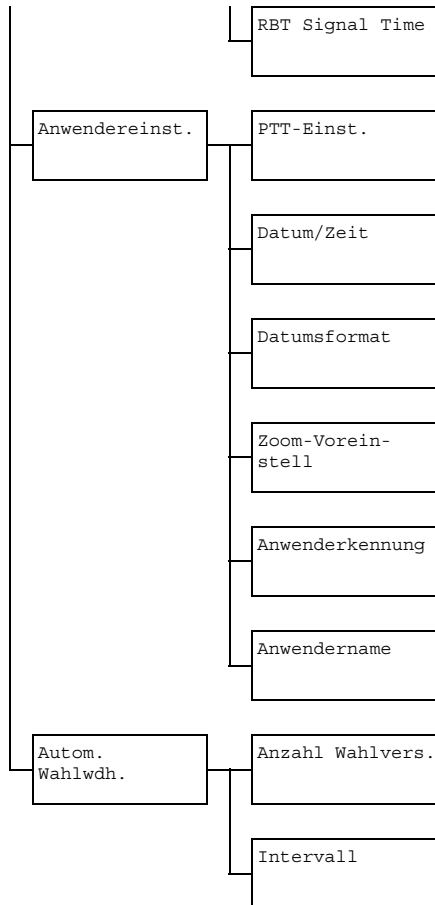 RBT Signal Time
Anwendereinst.
PTT-Einst.
Datum/Zeit
Datumsformat
Zoom-Vorein-
stell
Anwenderkennung
Anwendername
Autom.
Wahlwdh.
Anzahl Wahlvers.
Intervall